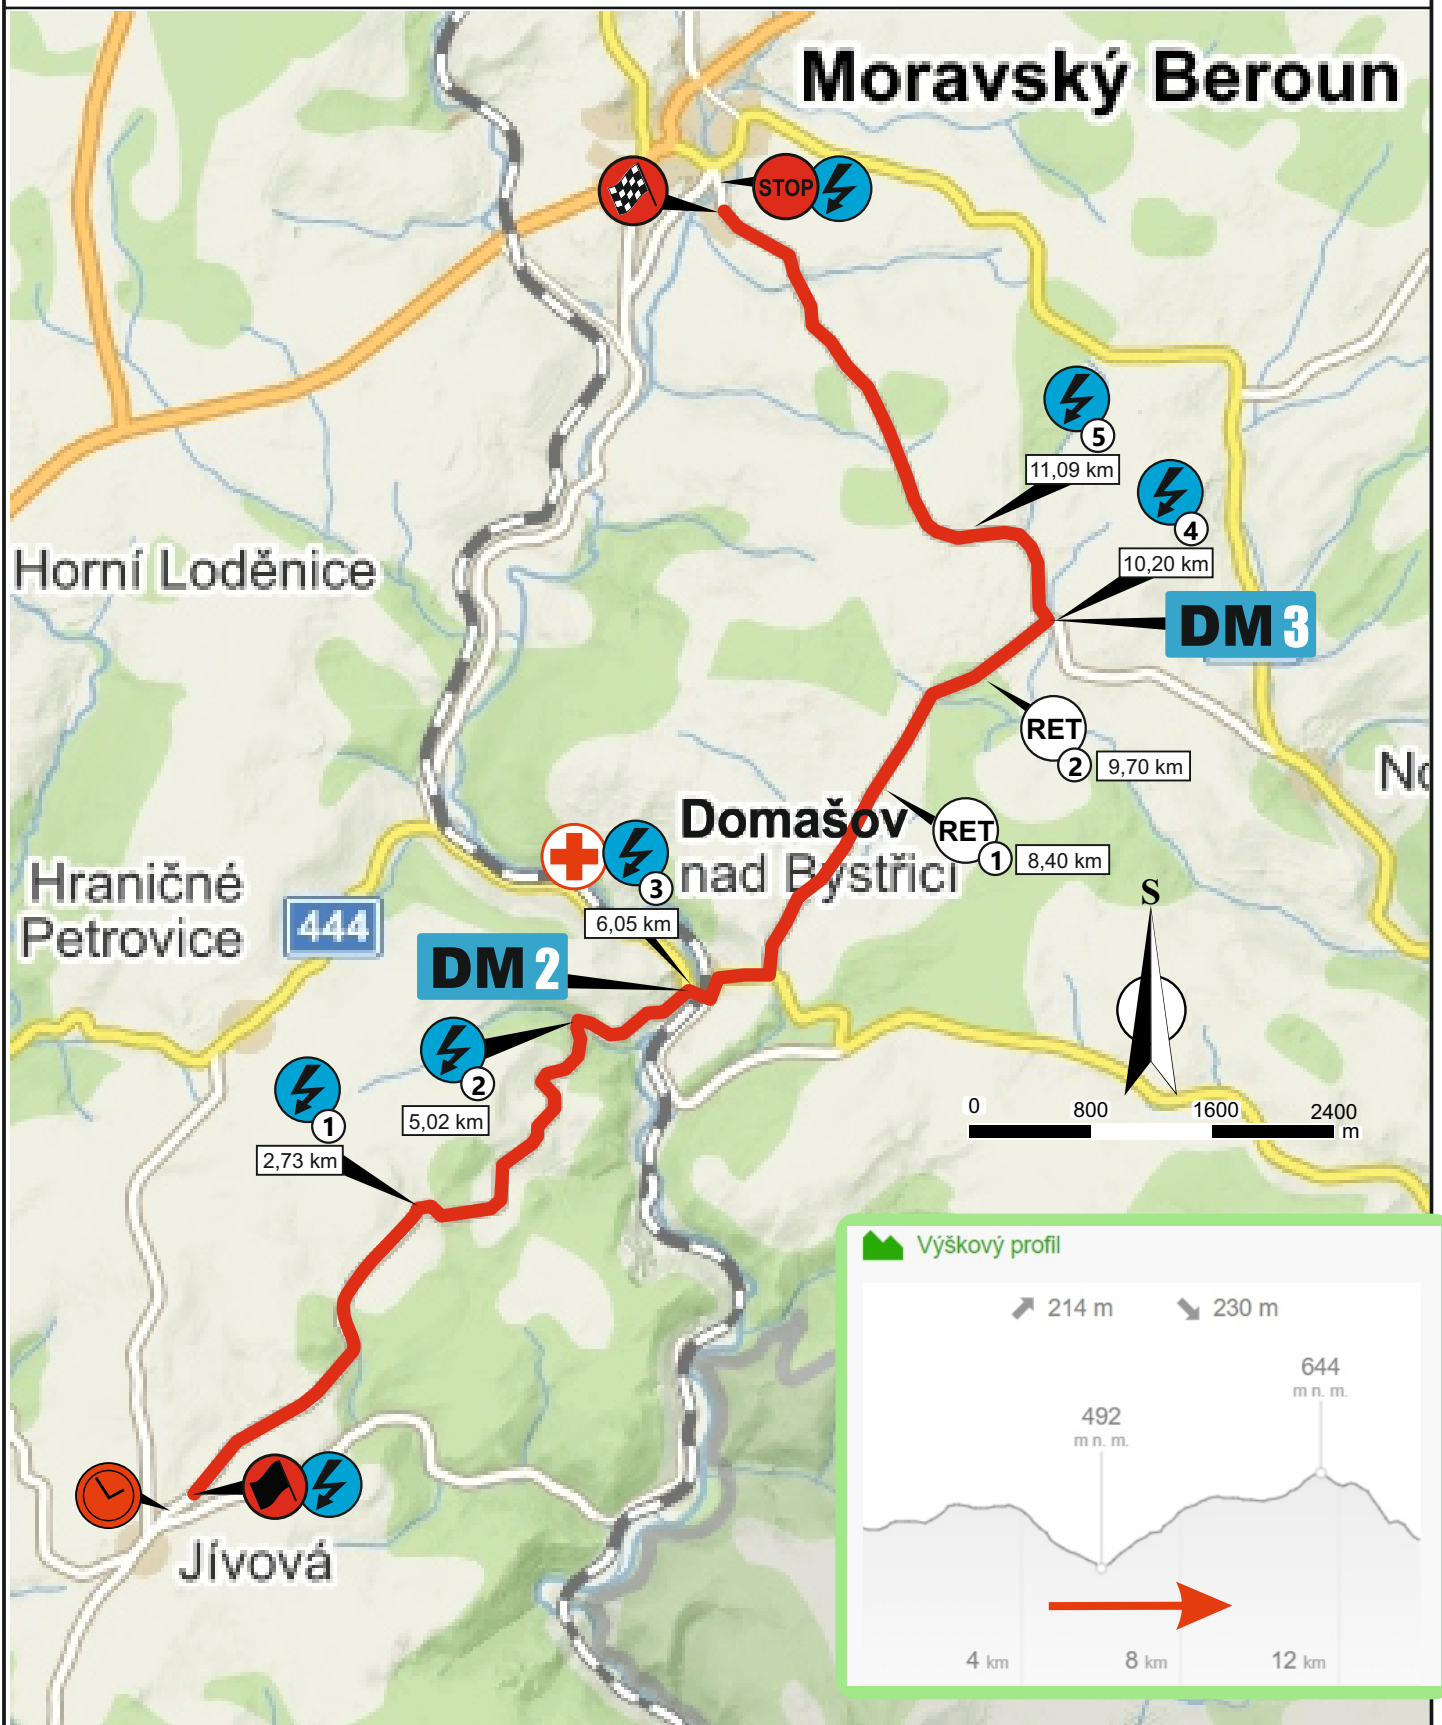 Moravský Beroun
STOP
5
11,09 km
4
10,20 km
Horní Loděnice
DM 3
RET
2
9,70 km
Domašov
nad Bystřicí
RET
1
8,40 km
3
6,05 km
Hraničné
Petrovice
444
S
DM 2
2
5,02 km
1
2,73 km
0 800 1600 2400
m
Výškový profil
214 m 230 m
644
m n. m.
492
m n. m.
4 km 8 km 12 km
Jívová